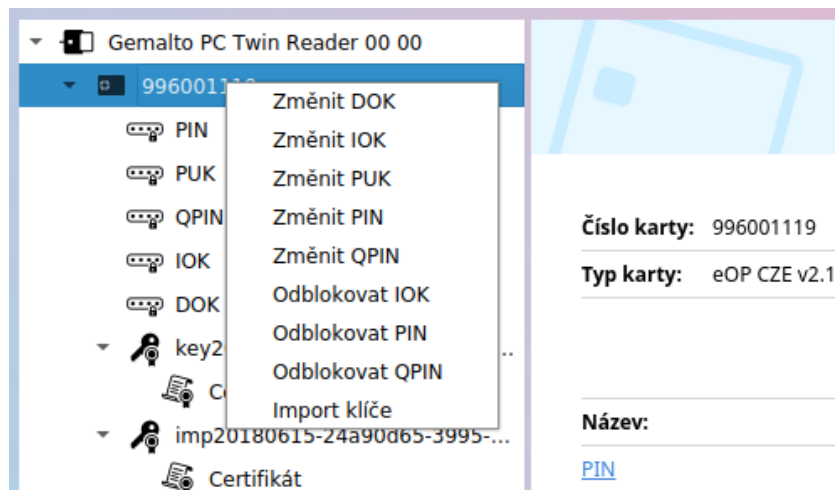 Gemalto PC Twin Reader 00 00
996001119
PIN
PUK
QPIN
IOK
DOK
key2
imp20180615-24a90d65-3995-...
Certifikát
Změnit DOK
Změnit IOK
Změnit PUK
Změnit PIN
Změnit QPIN
Odblokovat IOK
Odblokovat PIN
Odblokovat QPIN
Import klíče
Číslo karty: 996001119
Typ karty: eOP CZE v2.1
Název:
PIN